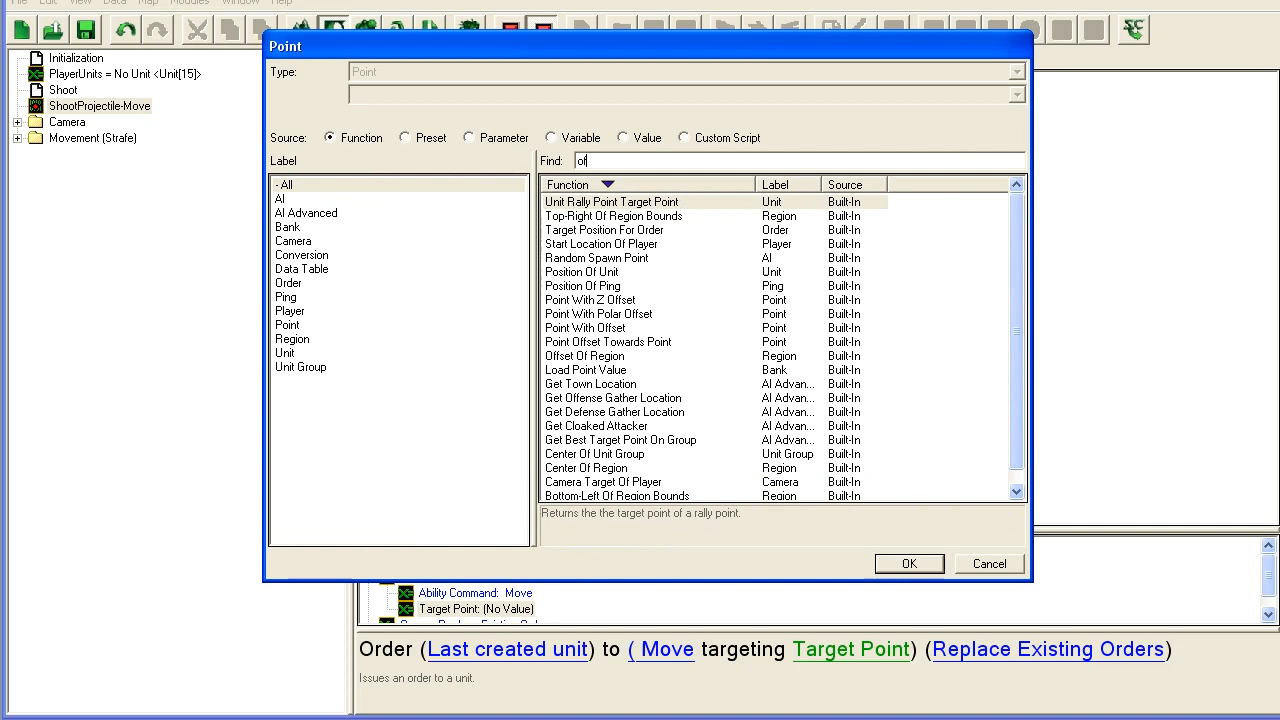 File Edit View Data Map Modules Window Help
Initialization
PlayerUnits = No Unit <Unit[15]>
Shoot
ShootProjectile-Move
Camera
Movement (Strafe)
Point
Type: Point
Source: Function Preset Parameter Variable Value Custom Script
Label
- All
AI
AI Advanced
Bank
Camera
Conversion
Data Table
Order
Ping
Player
Point
Region
Unit
Unit Group
Find: of
Function Label Source
Unit Rally Point Target Point Unit Built-In
Top-Right Of Region Bounds Region Built-In
Target Position For Order Order Built-In
Start Location Of Player Player Built-In
Random Spawn Point AI Built-In
Position Of Unit Unit Built-In
Position Of Ping Ping Built-In
Point With Z Offset Point Built-In
Point With Polar Offset Point Built-In
Point With Offset Point Built-In
Point Offset Towards Point Point Built-In
Offset Of Region Region Built-In
Load Point Value Bank Built-In
Get Town Location AI Advan... Built-In
Get Offense Gather Location AI Advan... Built-In
Get Defense Gather Location AI Advan... Built-In
Get Cloaked Attacker AI Advan... Built-In
Get Best Target Point On Group AI Advan... Built-In
Center Of Unit Group Unit Group Built-In
Center Of Region Region Built-In
Camera Target Of Player Camera Built-In
Bottom-Left Of Region Bounds Region Built-In
Returns the the target point of a rally point.
OK Cancel
Ability Command: Move
Target Point: (No Value)
Order (Last created unit) to ( Move targeting Target Point) (Replace Existing Orders)
Issues an order to a unit.